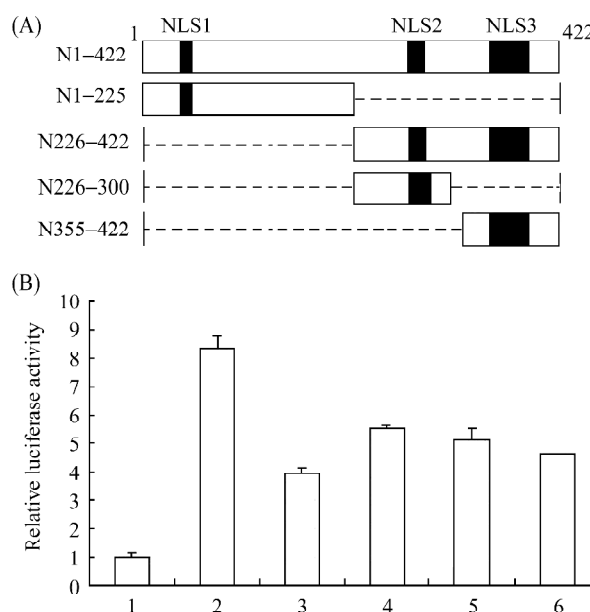 (A)
1 NLS1 NLS2 NLS3 422
N1–422
N1–225
N226–422
N226–300
N355–422
(B)
Relative luciferase activity
10
9
8
7
6
5
4
3
2
1
0
1 2 3 4 5 6